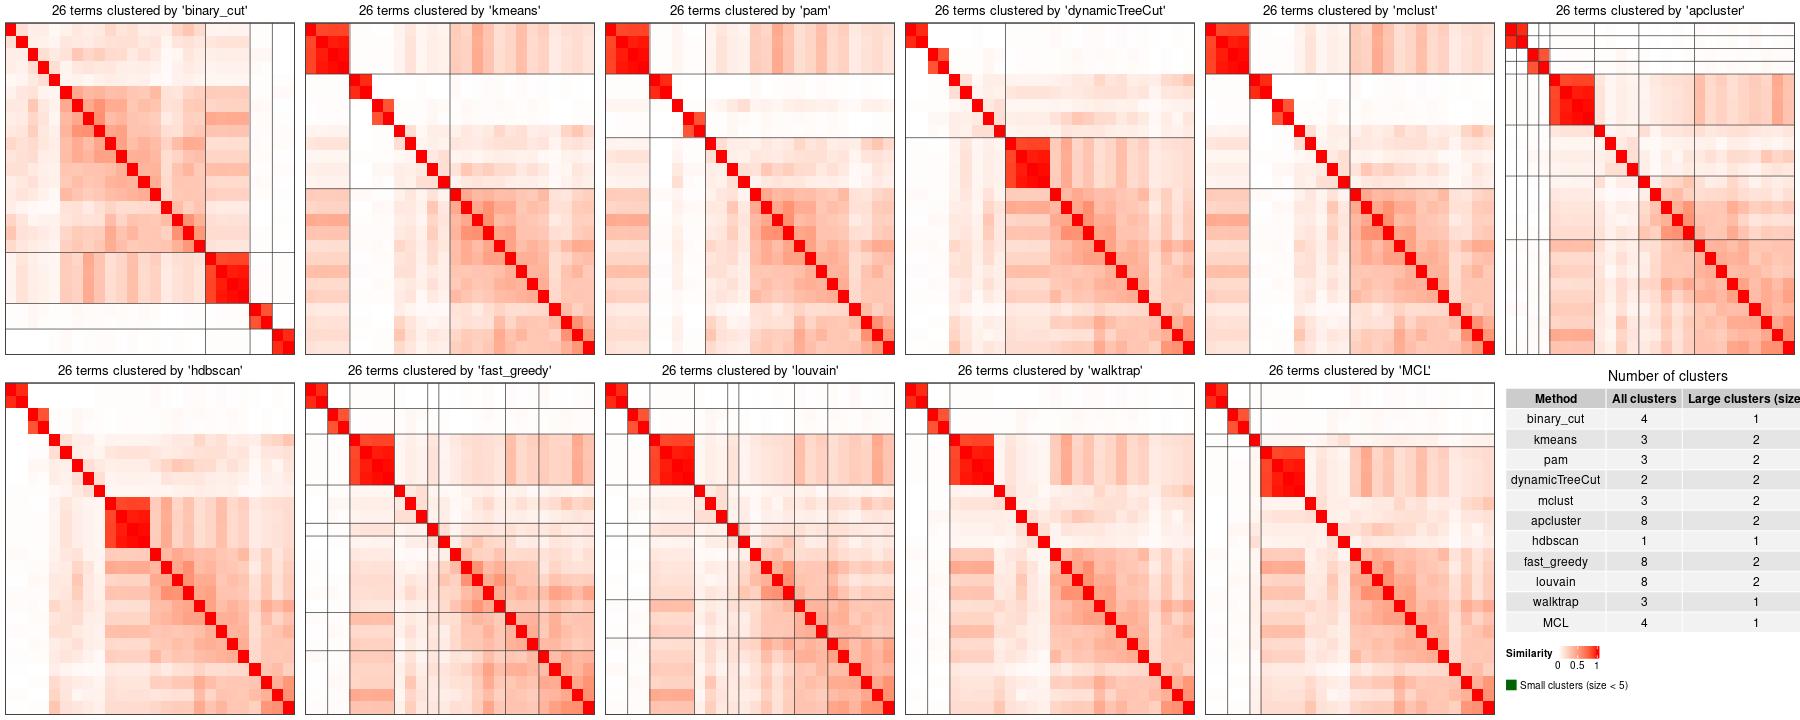 26 terms clustered by 'binary_cut'
26 terms clustered by 'kmeans'
26 terms clustered by 'pam'
26 terms clustered by 'dynamicTreeCut'
26 terms clustered by 'mclust'
26 terms clustered by 'apcluster'
26 terms clustered by 'hdbscan'
26 terms clustered by 'fast_greedy'
26 terms clustered by 'louvain'
26 terms clustered by 'walktrap'
26 terms clustered by 'MCL'
Number of clusters
Method All clusters Large clusters (size
binary_cut 4 1
kmeans 3 2
pam 3 2
dynamicTreeCut 2 2
mclust 3 2
apcluster 8 2
hdbscan 1 1
fast_greedy 8 2
louvain 8 2
walktrap 3 1
MCL 4 1
Similarity
0 0.5 1
Small clusters (size < 5)